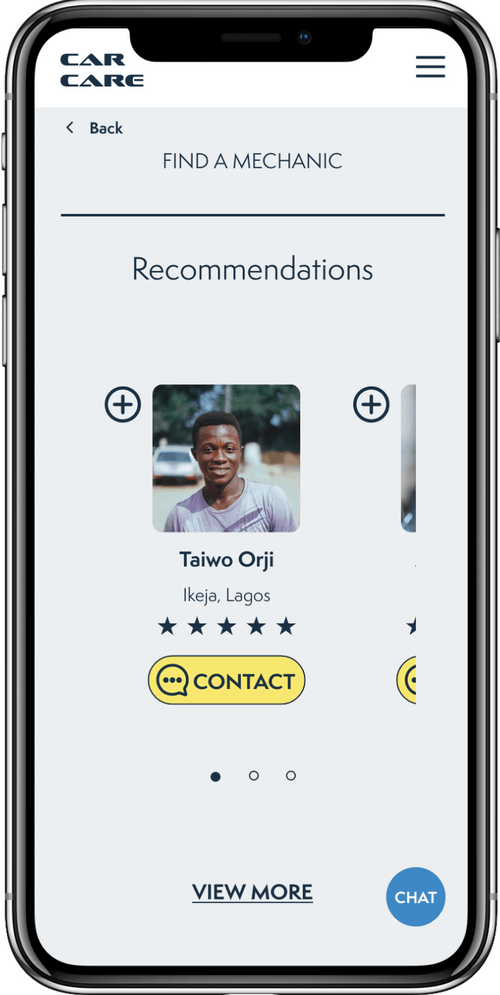 CAR
CARE
Back
FIND A MECHANIC
Recommendations
Taiwo Orji
Ikeja, Lagos
CONTACT
VIEW MORE
CHAT